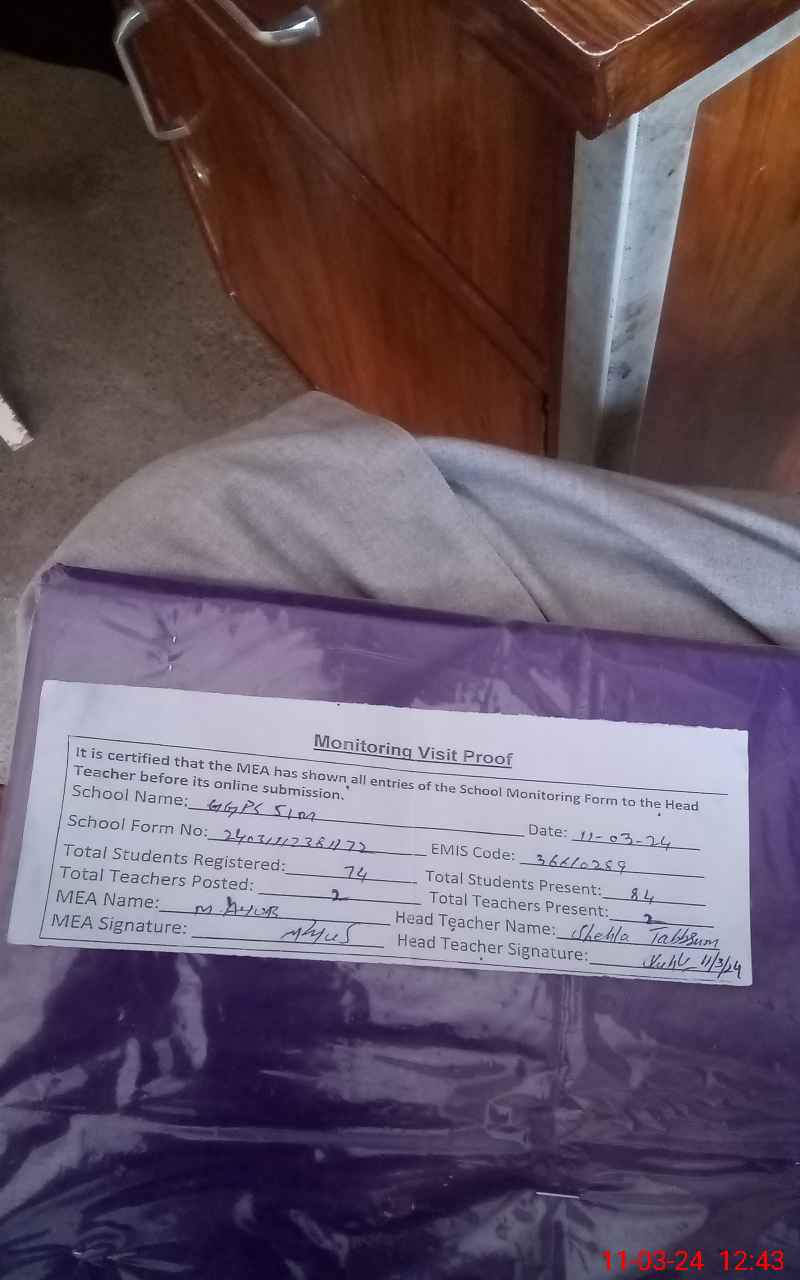 Monitoring Visit Proof
It is certified that the MEA has shown all entries of the School Monitoring Form to the Head
Teacher before its online submission.
School Name: GGPS 51M Date: 11-03-24
School Form No: EMIS Code: 36610289
Total Students Registered: 74 Total Students Present: 84
Total Teachers Posted: 2 Total Teachers Present: 2
MEA Name: M. AYUB Head Teacher Name: Shehla Tabbsum
MEA Signature: Head Teacher Signature: 11/3/24
11-03-24 12:43